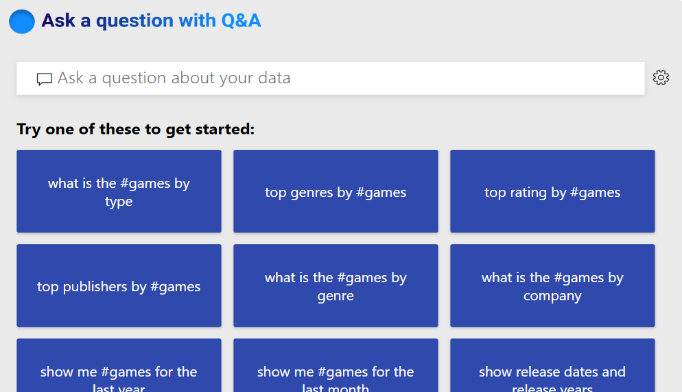 Ask a question with Q&A
Ask a question about your data
Try one of these to get started:
what is the #games by
type
top genres by #games
top rating by #games
top publishers by #games
what is the #games by
genre
what is the #games by
company
show me #games for the
last year
show me #games for the
last month
show release dates and
release years